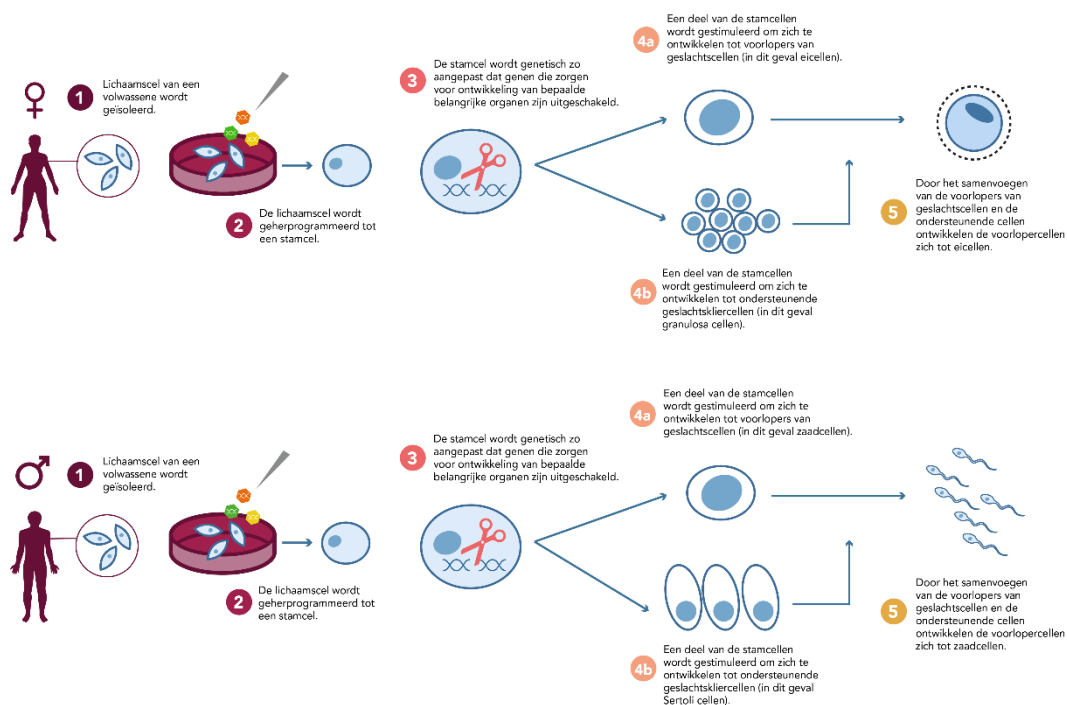 4a
Een deel van de stamcellen
wordt gestimuleerd om zich te
ontwikkelen tot voorlopers van
geslachtscellen (in dit geval eicellen).
3
De stamcel wordt genetisch zo
aangepast dat genen die zorgen
voor ontwikkeling van bepaalde
belangrijke organen zijn uitgeschakeld.
1
Lichaamscel van een
volwassene wordt
geïsoleerd.
2
De lichaamscel wordt
geherprogrammeerd tot
een stamcel.
5
Door het samenvoegen
van de voorlopers van
geslachtscellen en de
ondersteunende cellen
ontwikkelen de voorlopercellen
zich tot eicellen.
4b
Een deel van de stamcellen
wordt gestimuleerd om zich te
ontwikkelen tot ondersteunende
geslachtskliercellen (in dit geval
granulosa cellen).
4a
Een deel van de stamcellen
wordt gestimuleerd om zich te
ontwikkelen tot voorlopers van
geslachtscellen (in dit geval zaadcellen).
3
De stamcel wordt genetisch zo
aangepast dat genen die zorgen
voor ontwikkeling van bepaalde
belangrijke organen zijn uitgeschakeld.
1
Lichaamscel van een
volwassene wordt
geïsoleerd.
2
De lichaamscel wordt
geherprogrammeerd tot
een stamcel.
5
Door het samenvoegen
van de voorlopers van
geslachtscellen en de
ondersteunende cellen
ontwikkelen de voorlopercellen
zich tot zaadcellen.
4b
Een deel van de stamcellen
wordt gestimuleerd om zich te
ontwikkelen tot ondersteunende
geslachtskliercellen (in dit geval
Sertoli cellen).